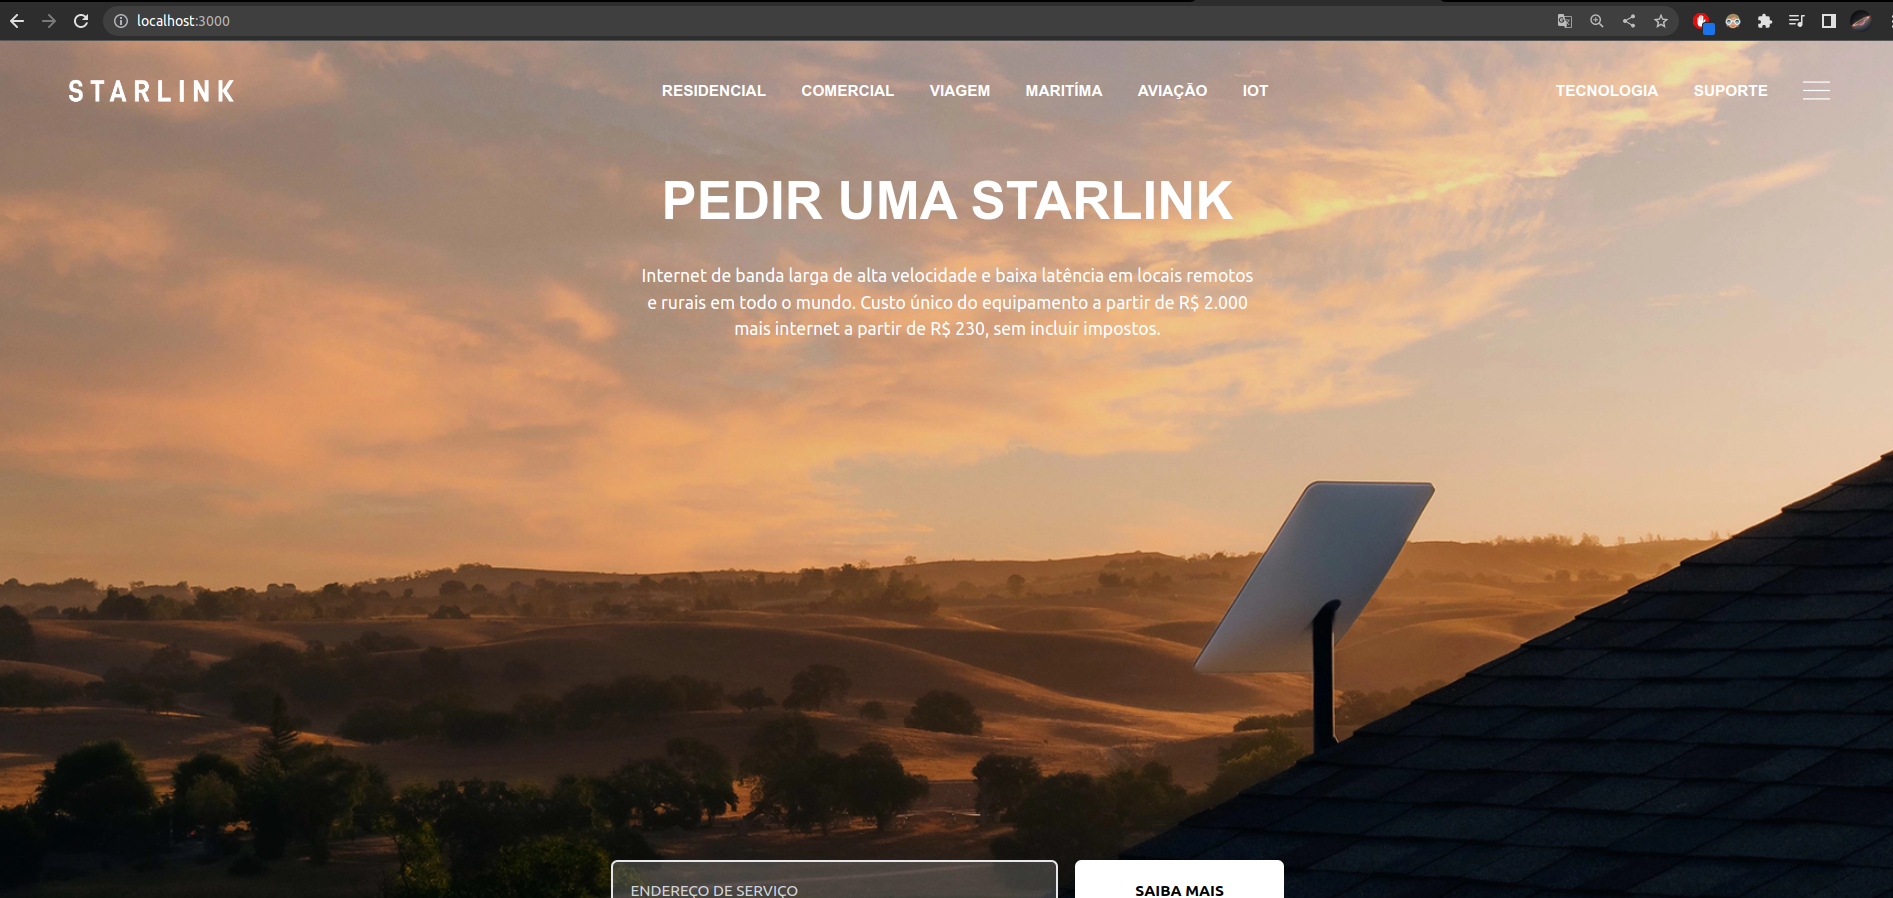 localhost:3000
STARLINK
RESIDENCIAL COMERCIAL VIAGEM MARITÍMA AVIAÇÃO IOT
TECNOLOGIA SUPORTE
PEDIR UMA STARLINK
Internet de banda larga de alta velocidade e baixa latência em locais remotos
e rurais em todo o mundo. Custo único do equipamento a partir de R$ 2.000
mais internet a partir de R$ 230, sem incluir impostos.
ENDEREÇO DE SERVIÇO
SAIBA MAIS